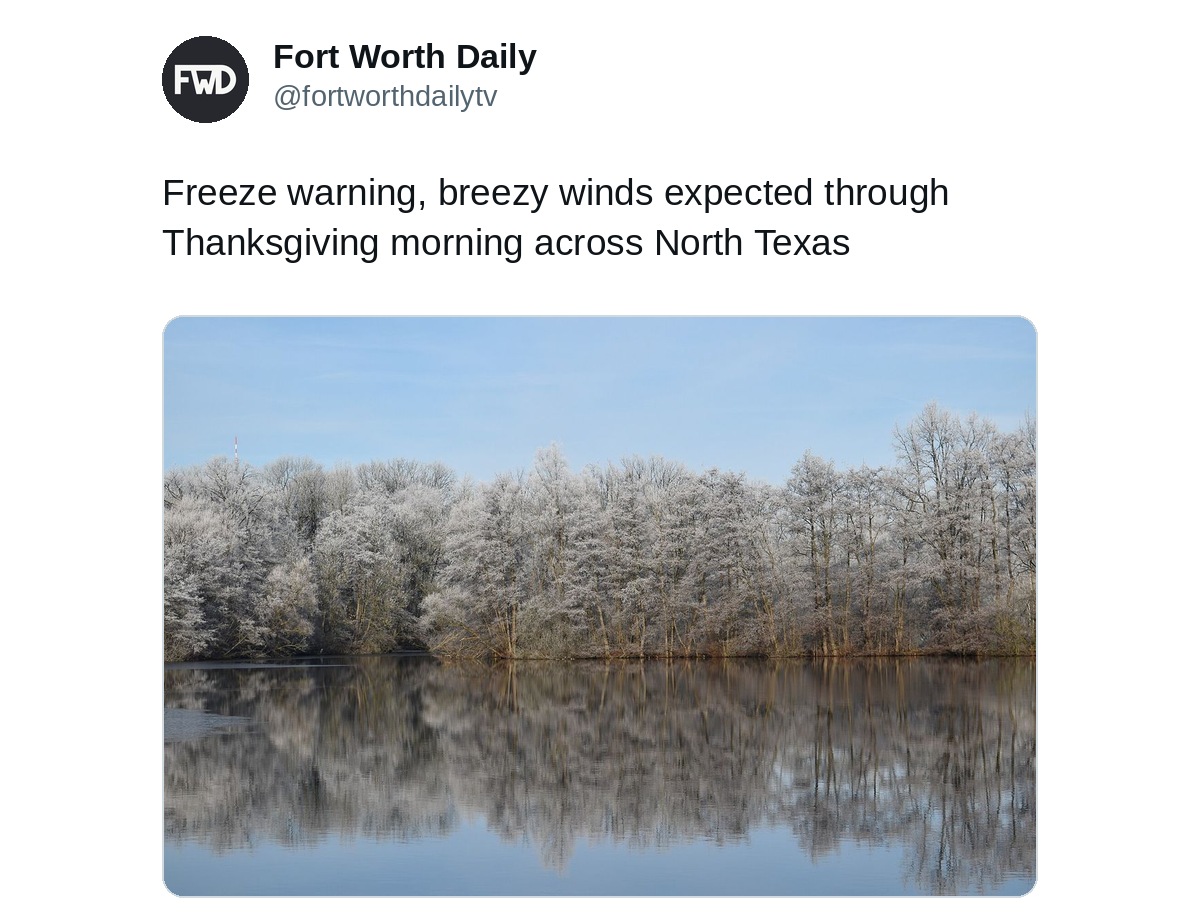 FWD
Fort Worth Daily
@fortworthdailytv
Freeze warning, breezy winds expected through
Thanksgiving morning across North Texas